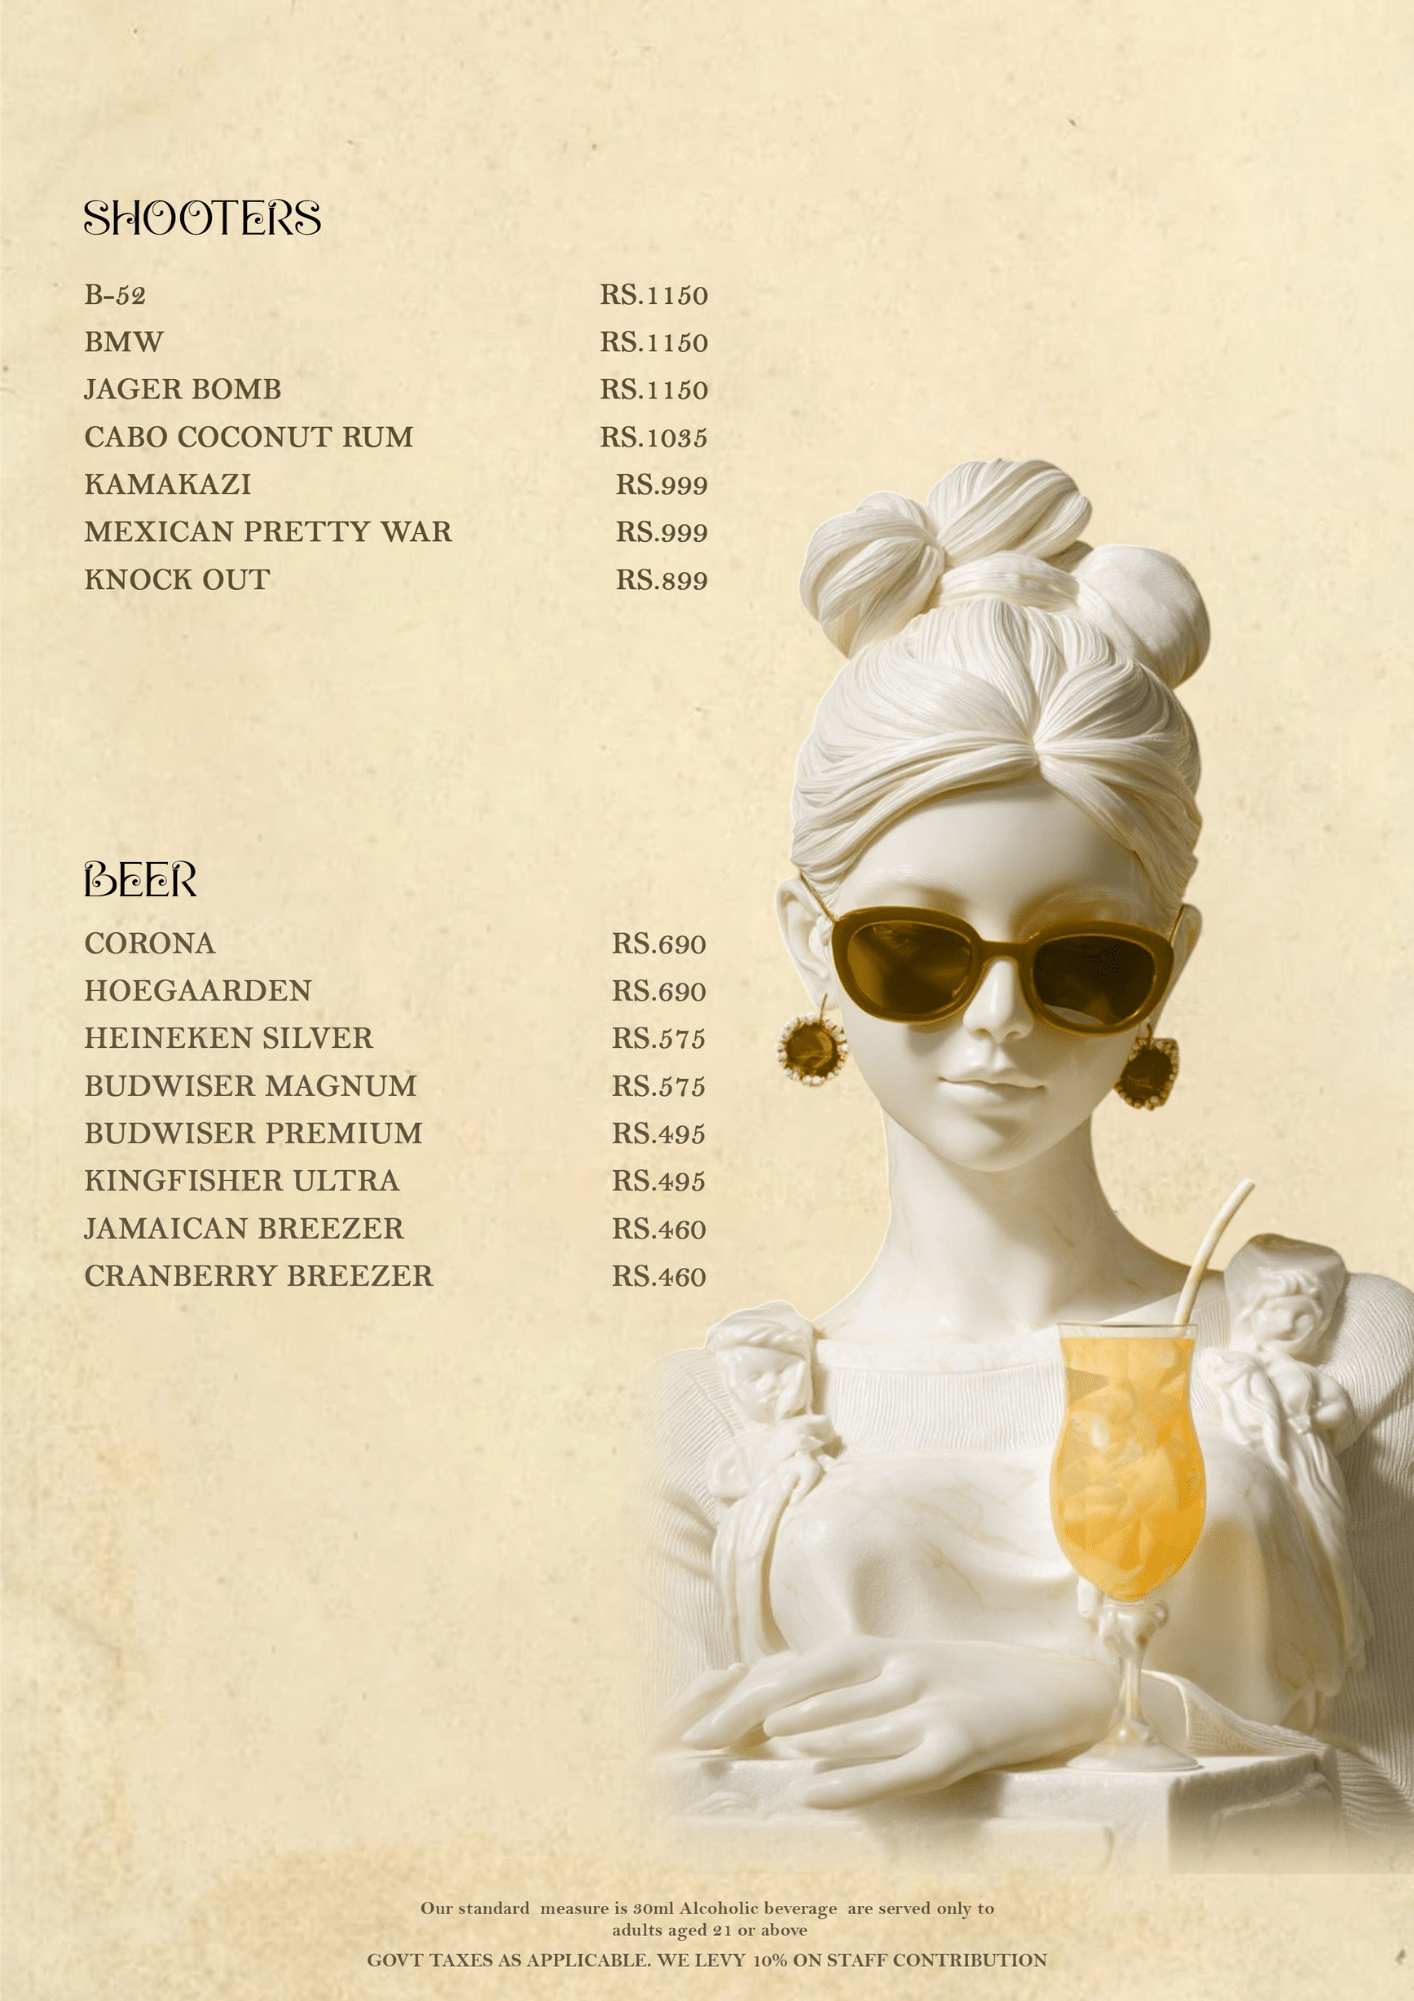 SHOOTERS
B-52 RS.1150
BMW RS.1150
JAGER BOMB RS.1150
CABO COCONUT RUM RS.1035
KAMAKAZI RS.999
MEXICAN PRETTY WAR RS.999
KNOCK OUT RS.899
BEER
CORONA RS.690
HOEGAARDEN RS.690
HEINEKEN SILVER RS.575
BUDWISER MAGNUM RS.575
BUDWISER PREMIUM RS.495
KINGFISHER ULTRA RS.495
JAMAICAN BREEZER RS.460
CRANBERRY BREEZER RS.460
Our standard measure is 30ml Alcoholic beverage are served only to
adults aged 21 or above
GOVT TAXES AS APPLICABLE. WE LEVY 10% ON STAFF CONTRIBUTION